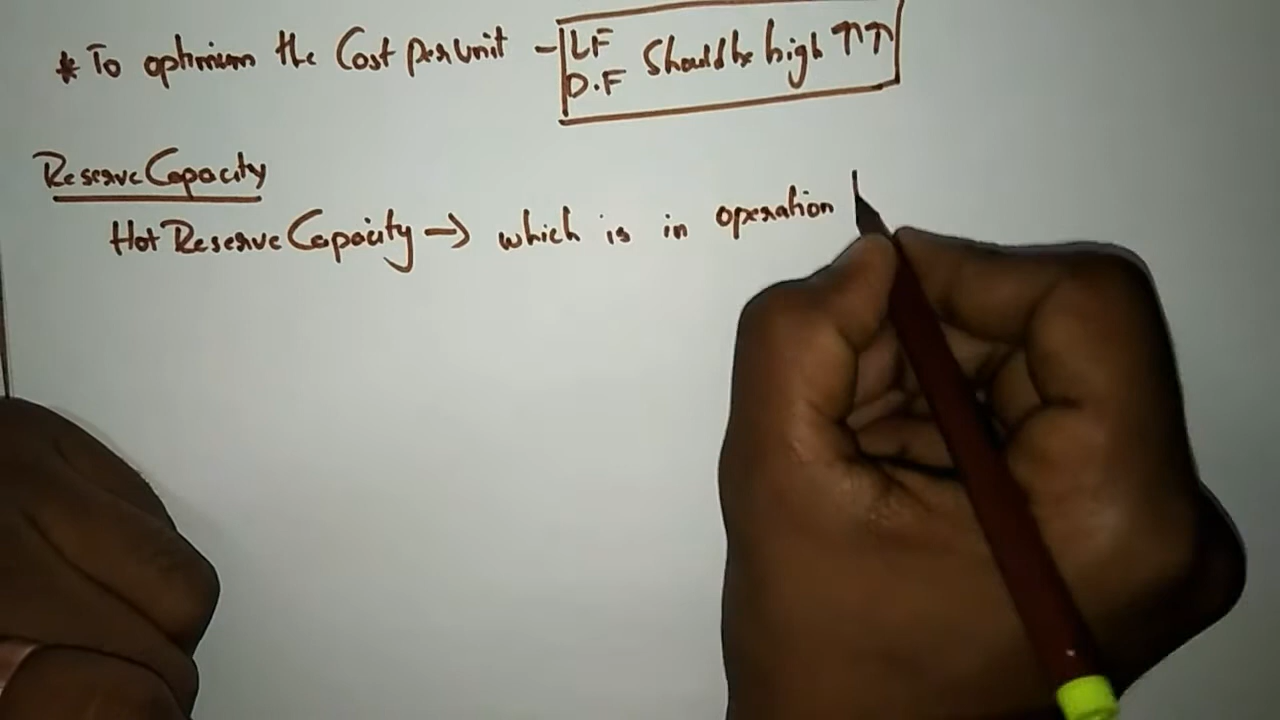 * To optimum the Cost per unit - LF Should be high ↑↑
D.F
Reserve Capacity
Hot Reserve Capacity → which is in operation